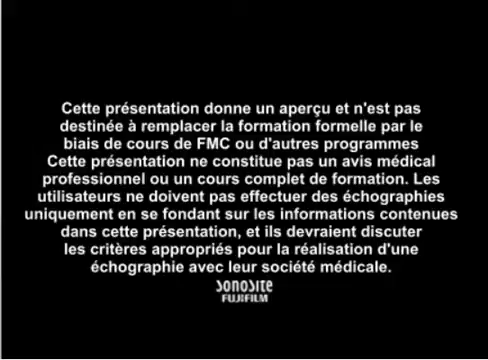 Cette présentation donne un aperçu et n'est pas
destinée à remplacer la formation formelle par le
biais de cours de FMC ou d'autres programmes
Cette présentation ne constitue pas un avis médical
professionnel ou un cours complet de formation. Les
utilisateurs ne doivent pas effectuer des échographies
uniquement en se fondant sur les informations contenues
dans cette présentation, et ils devraient discuter
les critères appropriés pour la réalisation d'une
échographie avec leur société médicale.
sonosite
FUJIFILM